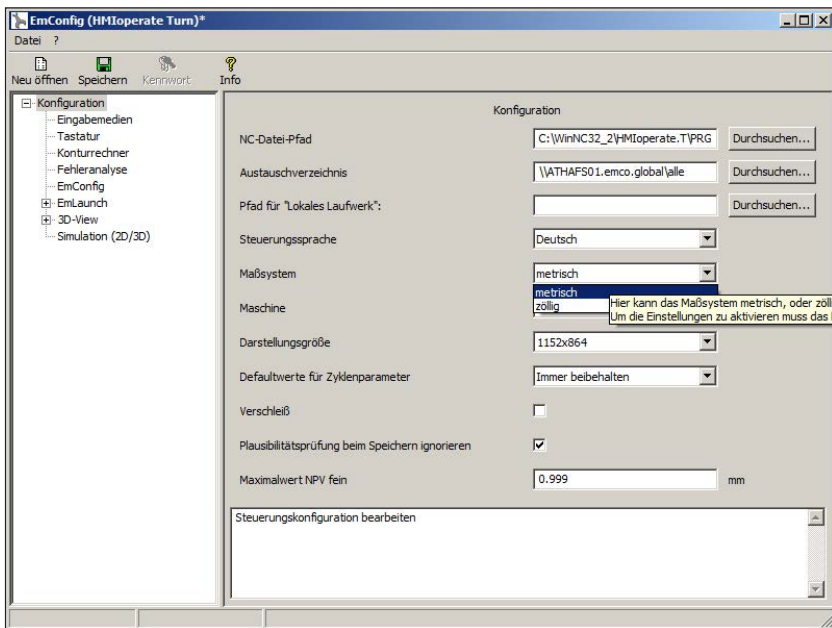 EmConfig (HMIoperate Turn)*
Datei ?
Neu öffnen Speichern Kennwort Info
Konfiguration
Eingabemedien
Tastatur
Konturrechner
Fehleranalyse
EmConfig
EmLaunch
3D-View
Simulation (2D/3D)
Konfiguration
NC-Datei-Pfad C:\WinNC32_2\HMIoperate.T\PRG Durchsuchen...
Austauschverzeichnis \\ATHAFS01.emco.global\alle Durchsuchen...
Pfad für "Lokales Laufwerk": Durchsuchen...
Steuerungssprache Deutsch
Maßsystem metrisch
metrisch
zöllig Hier kann das Maßsystem metrisch, oder zöll
Maschine Um die Einstellungen zu aktivieren muss das
Darstellungsgröße 1152x864
Defaultwerte für Zyklenparameter Immer beibehalten
Verschleiß
Plausibilitätsprüfung beim Speichern ignorieren
Maximalwert NPV fein 0.999 mm
Steuerungskonfiguration bearbeiten